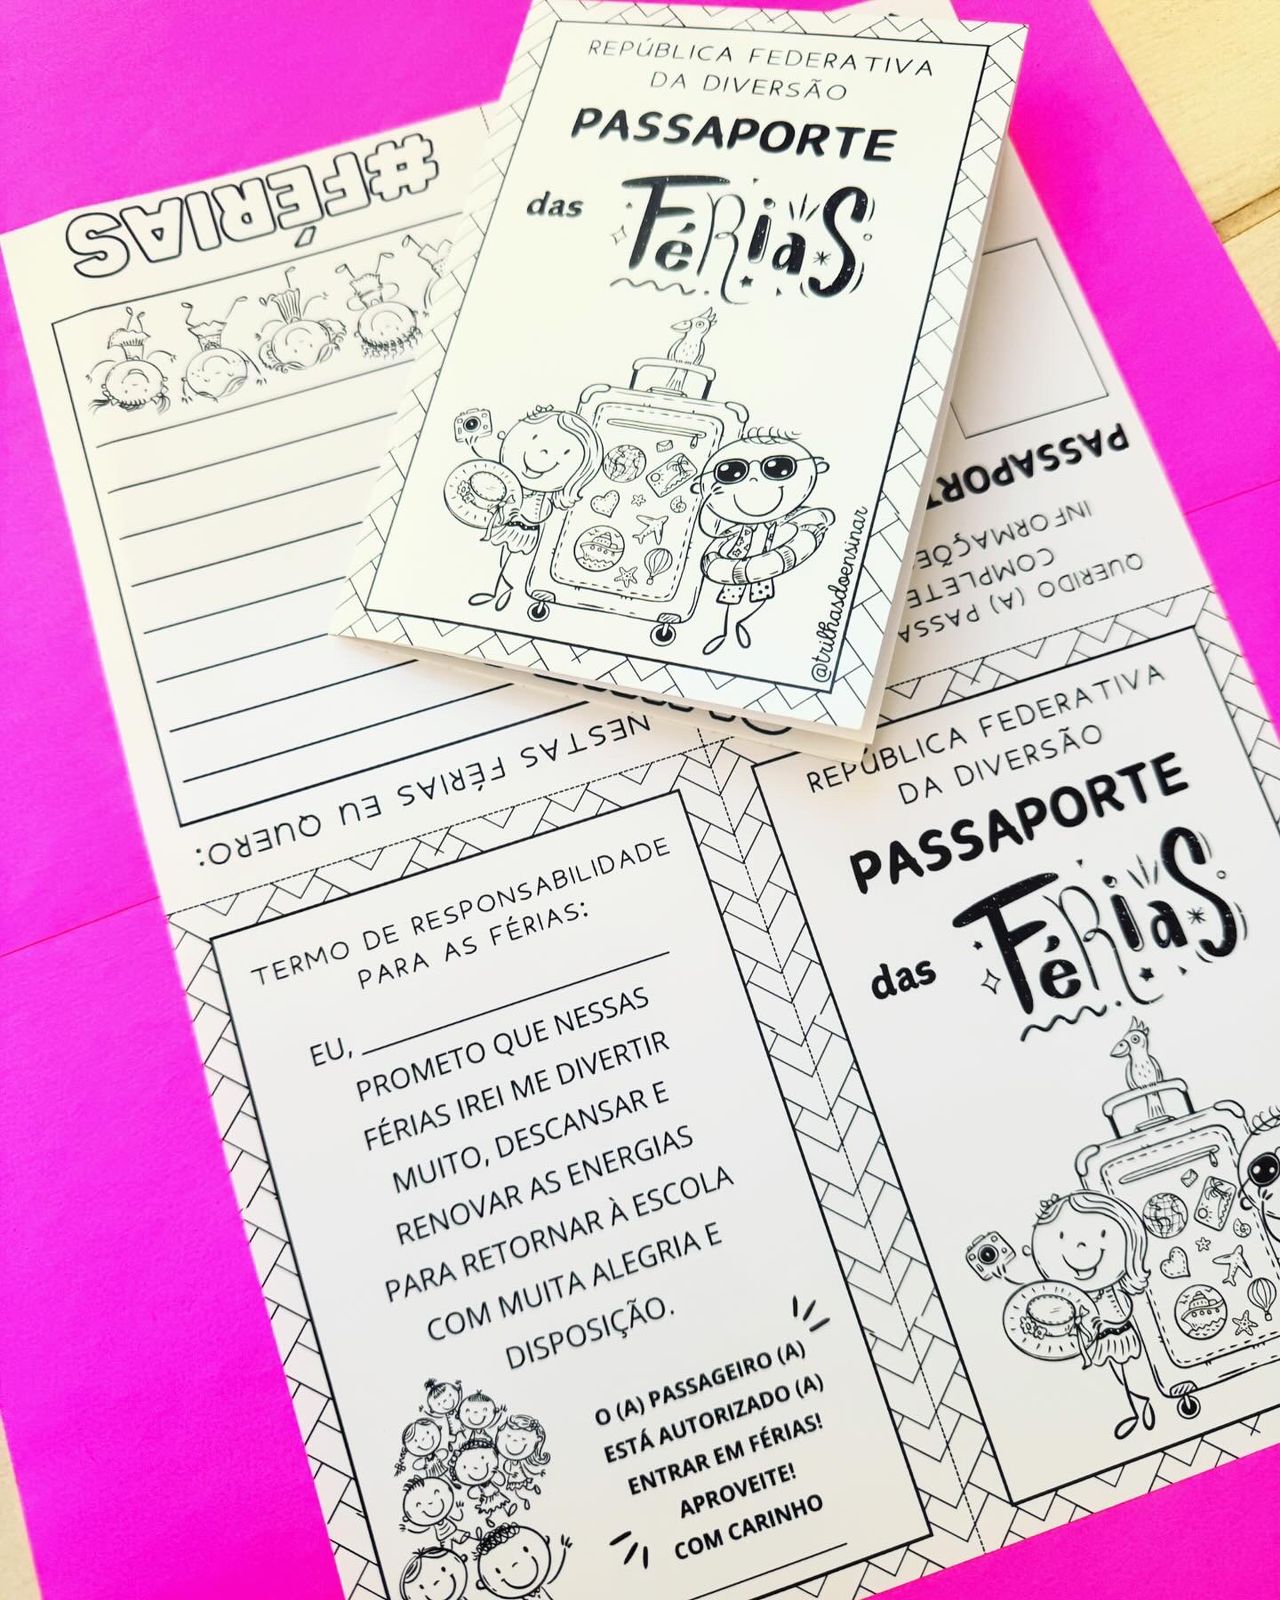 REPÚBLICA FEDERATIVA
DA DIVERSÃO
PASSAPORTE
das FéRiaS
@trilhasdoensinar
#FÉRIAS
NESTAS FÉRIAS EU QUERO:
PASSAPORT
QUERIDO (A) PASSA
COMPLETE
INFORMAÇÕE
TERMO DE RESPONSABILIDADE
PARA AS FÉRIAS:
EU,
PROMETO QUE NESSAS
FÉRIAS IREI ME DIVERTIR
MUITO, DESCANSAR E
RENOVAR AS ENERGIAS
PARA RETORNAR À ESCOLA
COM MUITA ALEGRIA E
DISPOSIÇÃO.
O (A) PASSAGEIRO (A)
ESTÁ AUTORIZADO (A)
ENTRAR EM FÉRIAS!
APROVEITE!
COM CARINHO
REPÚBLICA FEDERATIVA
DA DIVERSÃO
PASSAPORTE
das FéRiaS